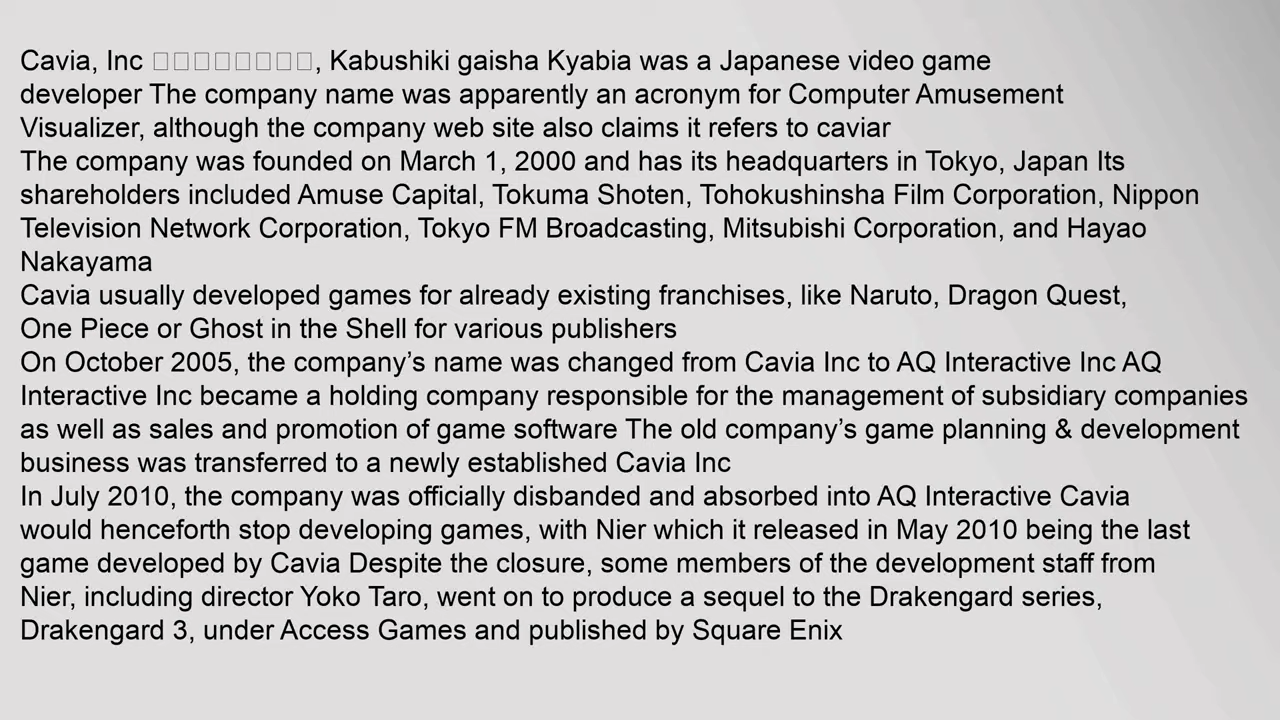 Cavia, Inc □□□□□□□□, Kabushiki gaisha Kyabia was a Japanese video game
developer The company name was apparently an acronym for Computer Amusement
Visualizer, although the company web site also claims it refers to caviar
The company was founded on March 1, 2000 and has its headquarters in Tokyo, Japan Its
shareholders included Amuse Capital, Tokuma Shoten, Tohokushinsha Film Corporation, Nippon
Television Network Corporation, Tokyo FM Broadcasting, Mitsubishi Corporation, and Hayao
Nakayama
Cavia usually developed games for already existing franchises, like Naruto, Dragon Quest,
One Piece or Ghost in the Shell for various publishers
On October 2005, the company’s name was changed from Cavia Inc to AQ Interactive Inc AQ
Interactive Inc became a holding company responsible for the management of subsidiary companies
as well as sales and promotion of game software The old company’s game planning & development
business was transferred to a newly established Cavia Inc
In July 2010, the company was officially disbanded and absorbed into AQ Interactive Cavia
would henceforth stop developing games, with Nier which it released in May 2010 being the last
game developed by Cavia Despite the closure, some members of the development staff from
Nier, including director Yoko Taro, went on to produce a sequel to the Drakengard series,
Drakengard 3, under Access Games and published by Square Enix